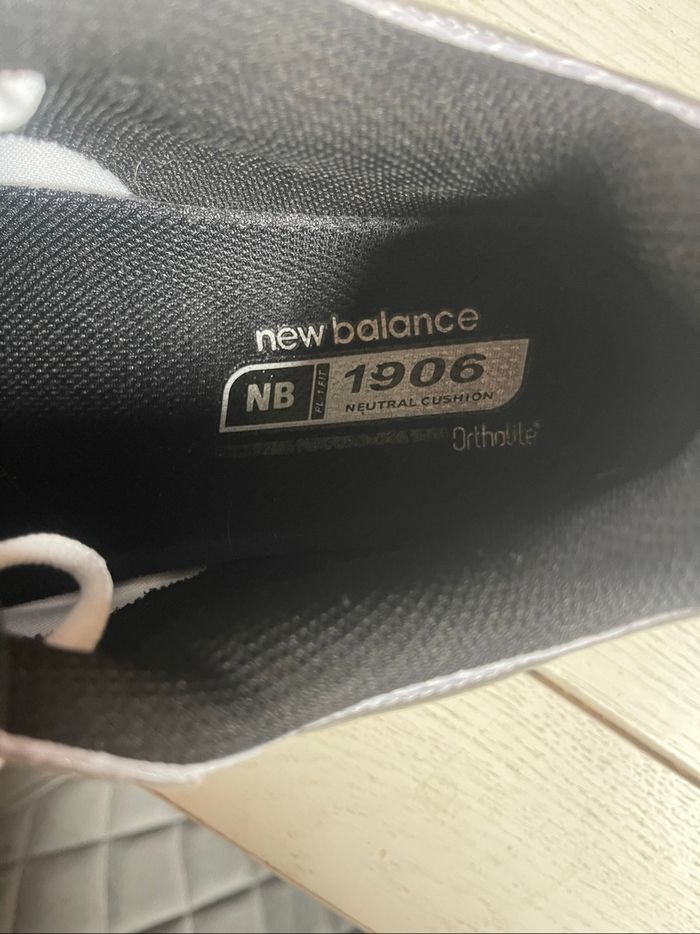 new balance
NB
1906
NEUTRAL CUSHION
Ortholite®